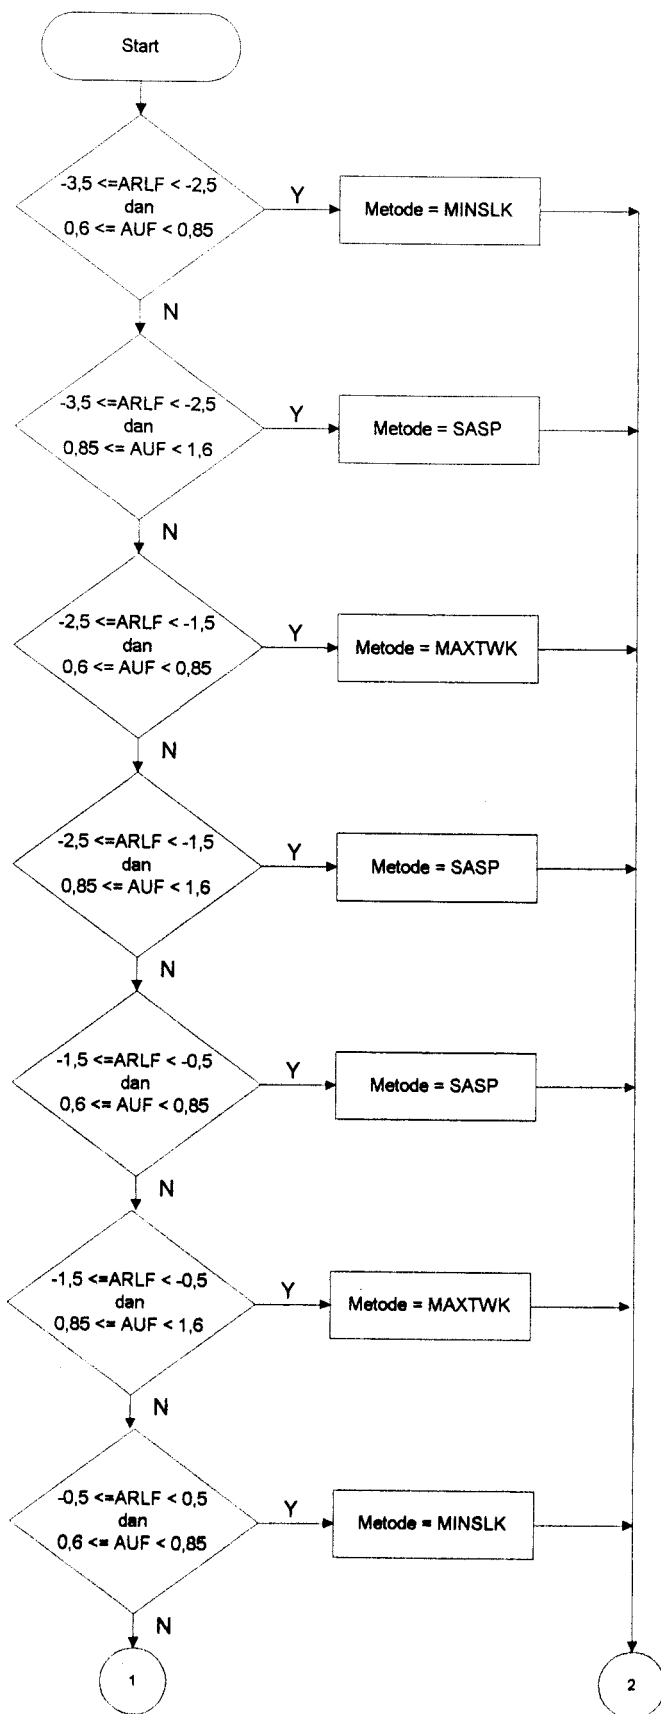 Start
-3,5 <=ARLF < -2,5
dan
0,6 <= AUF < 0,85
Y
Metode = MINSLK
N
-3,5 <=ARLF < -2,5
dan
0,85 <= AUF < 1,6
Y
Metode = SASP
N
-2,5 <=ARLF < -1,5
dan
0,6 <= AUF < 0,85
Y
Metode = MAXTWK
N
-2,5 <=ARLF < -1,5
dan
0,85 <= AUF < 1,6
Y
Metode = SASP
N
-1,5 <=ARLF < -0,5
dan
0,6 <= AUF < 0,85
Y
Metode = SASP
N
-1,5 <=ARLF < -0,5
dan
0,85 <= AUF < 1,6
Y
Metode = MAXTWK
N
-0,5 <=ARLF < 0,5
dan
0,6 <= AUF < 0,85
Y
Metode = MINSLK
N
1
2